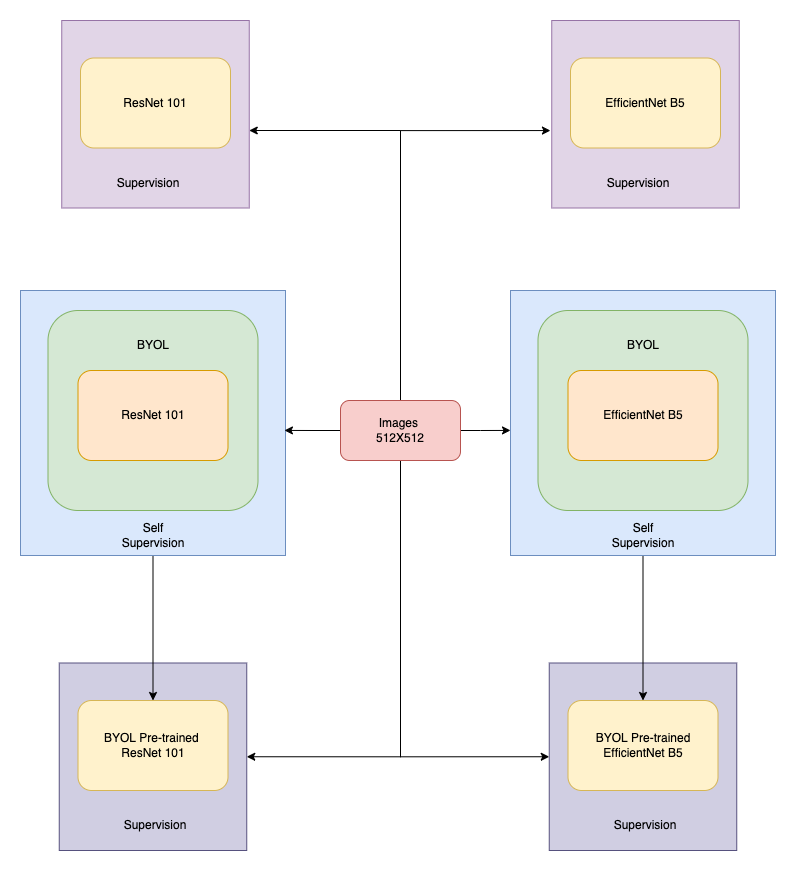 ResNet 101
Supervision
EfficientNet B5
Supervision
BYOL
ResNet 101
Self
Supervision
Images
512X512
BYOL
EfficientNet B5
Self
Supervision
BYOL Pre-trained
ResNet 101
Supervision
BYOL Pre-trained
EfficientNet B5
Supervision